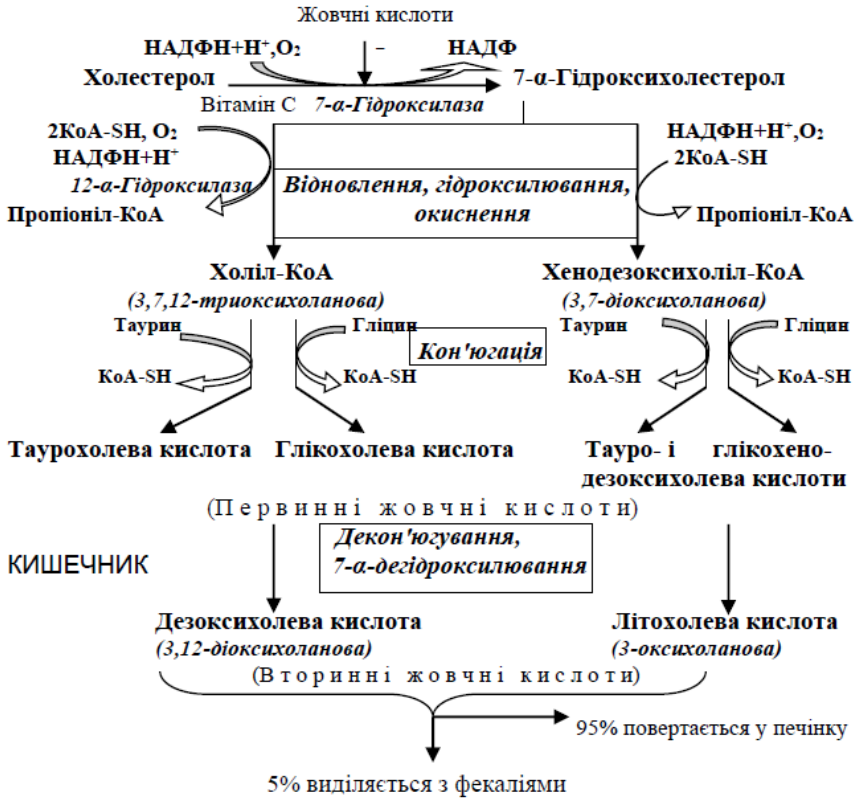 Жовчні кислоти
НАДФН+Н⁺,О₂ – НАДФ
Холестерол 7-α-Гідроксихолестерол
Вітамін С 7-α-Гідроксилаза
2КоА-SH, О₂ НАДФН+Н⁺,О₂
НАДФН+Н⁺ 2КоА-SH
12-α-Гідроксилаза Відновлення, гідроксилювання,
окиснення
Пропіоніл-КоА Пропіоніл-КоА
Холіл-КоА Хенодезоксихоліл-КоА
(3,7,12-триоксихоланова) (3,7-діоксихоланова)
Таурин Гліцин Таурин Гліцин
Кон'югація
КоА-SH КоА-SH КоА-SH КоА-SH
Таурохолева кислота Глікохолева кислота Тауро- і глікохено-
дезоксихолева кислоти
(Первинні жовчні кислоти)
Декон'югування,
КИШЕЧНИК 7-α-дегідроксилювання
Дезоксихолева кислота Літохолева кислота
(3,12-діоксихоланова) (3-оксихоланова)
(Вторинні жовчні кислоти)
95% повертається у печінку
5% виділяється з фекаліями